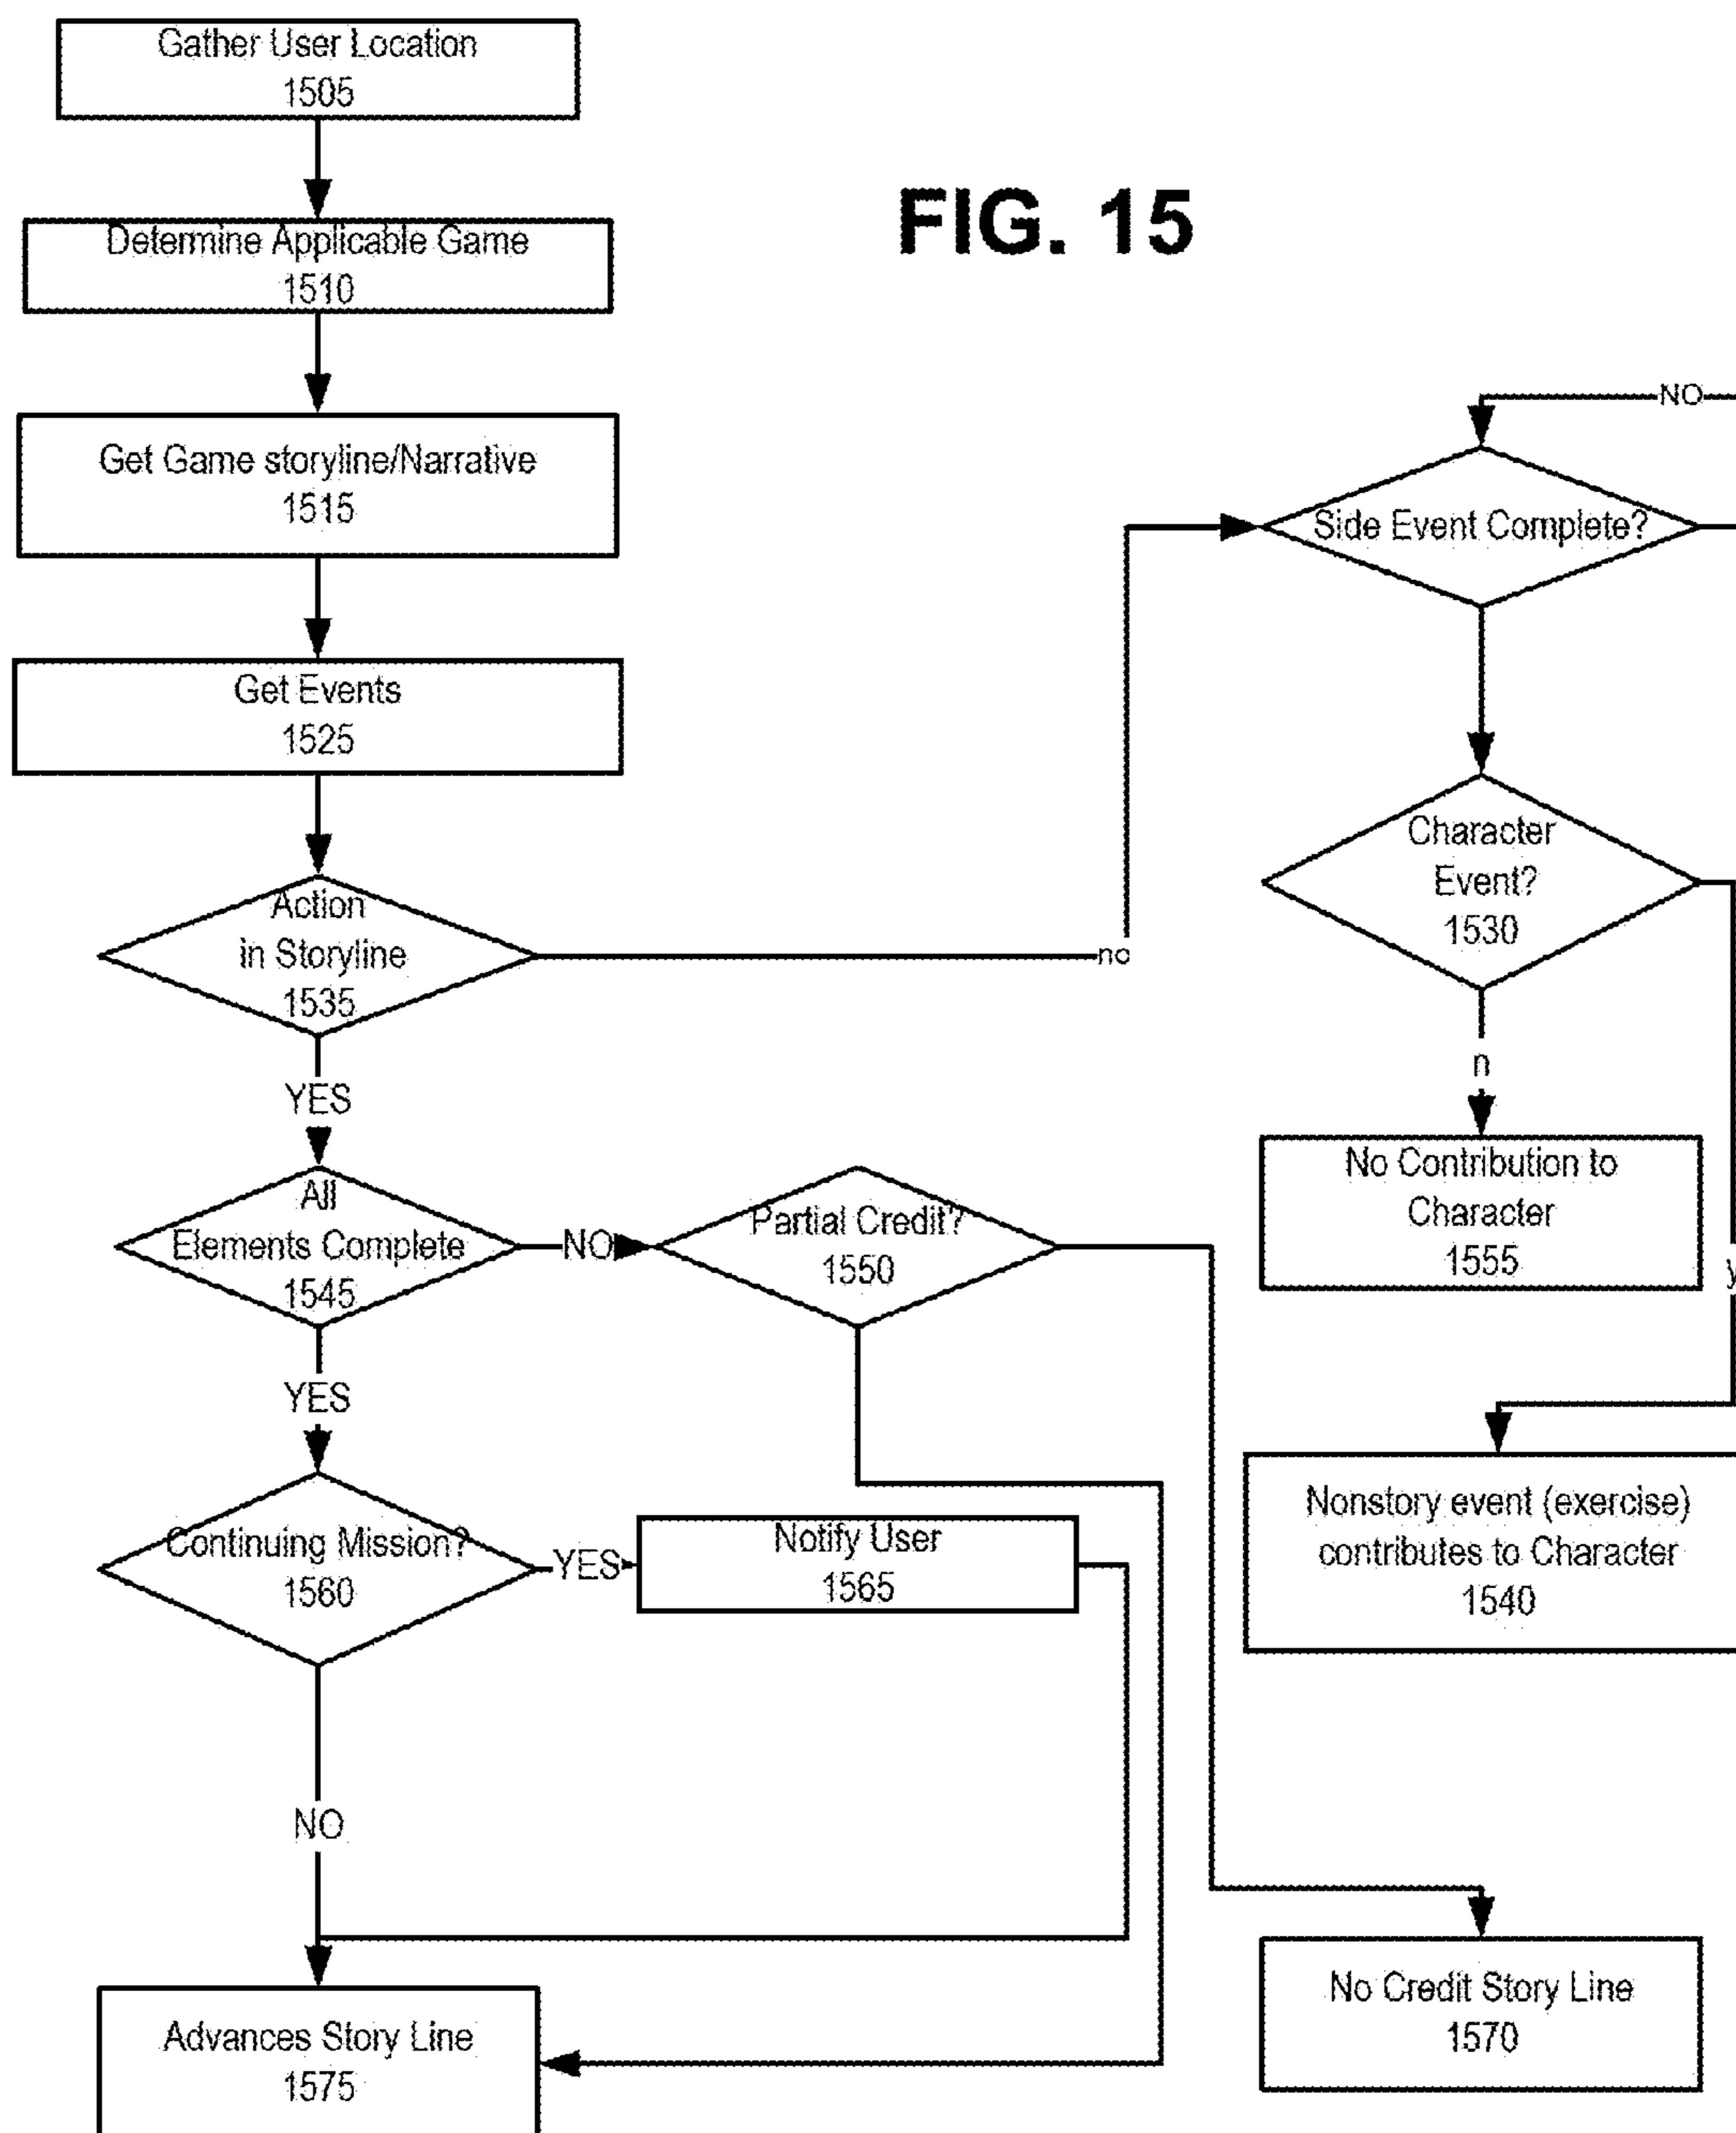 Gather User Location
1505
FIG. 15
Determine Applicable Game
1510
Get Game storyline/Narrative
1515
NO
Side Event Complete?
Get Events
1525
Character
Event?
1530
Action
in Storyline
1535
no
n
YES
No Contribution to
Character
1555
y
All
Elements Complete
1545
NO
Partial Credit?
1550
YES
Nonstory event (exercise)
contributes to Character
1540
Continuing Mission?
1560
YES
Notify User
1565
NO
No Credit Story Line
1570
Advances Story Line
1575